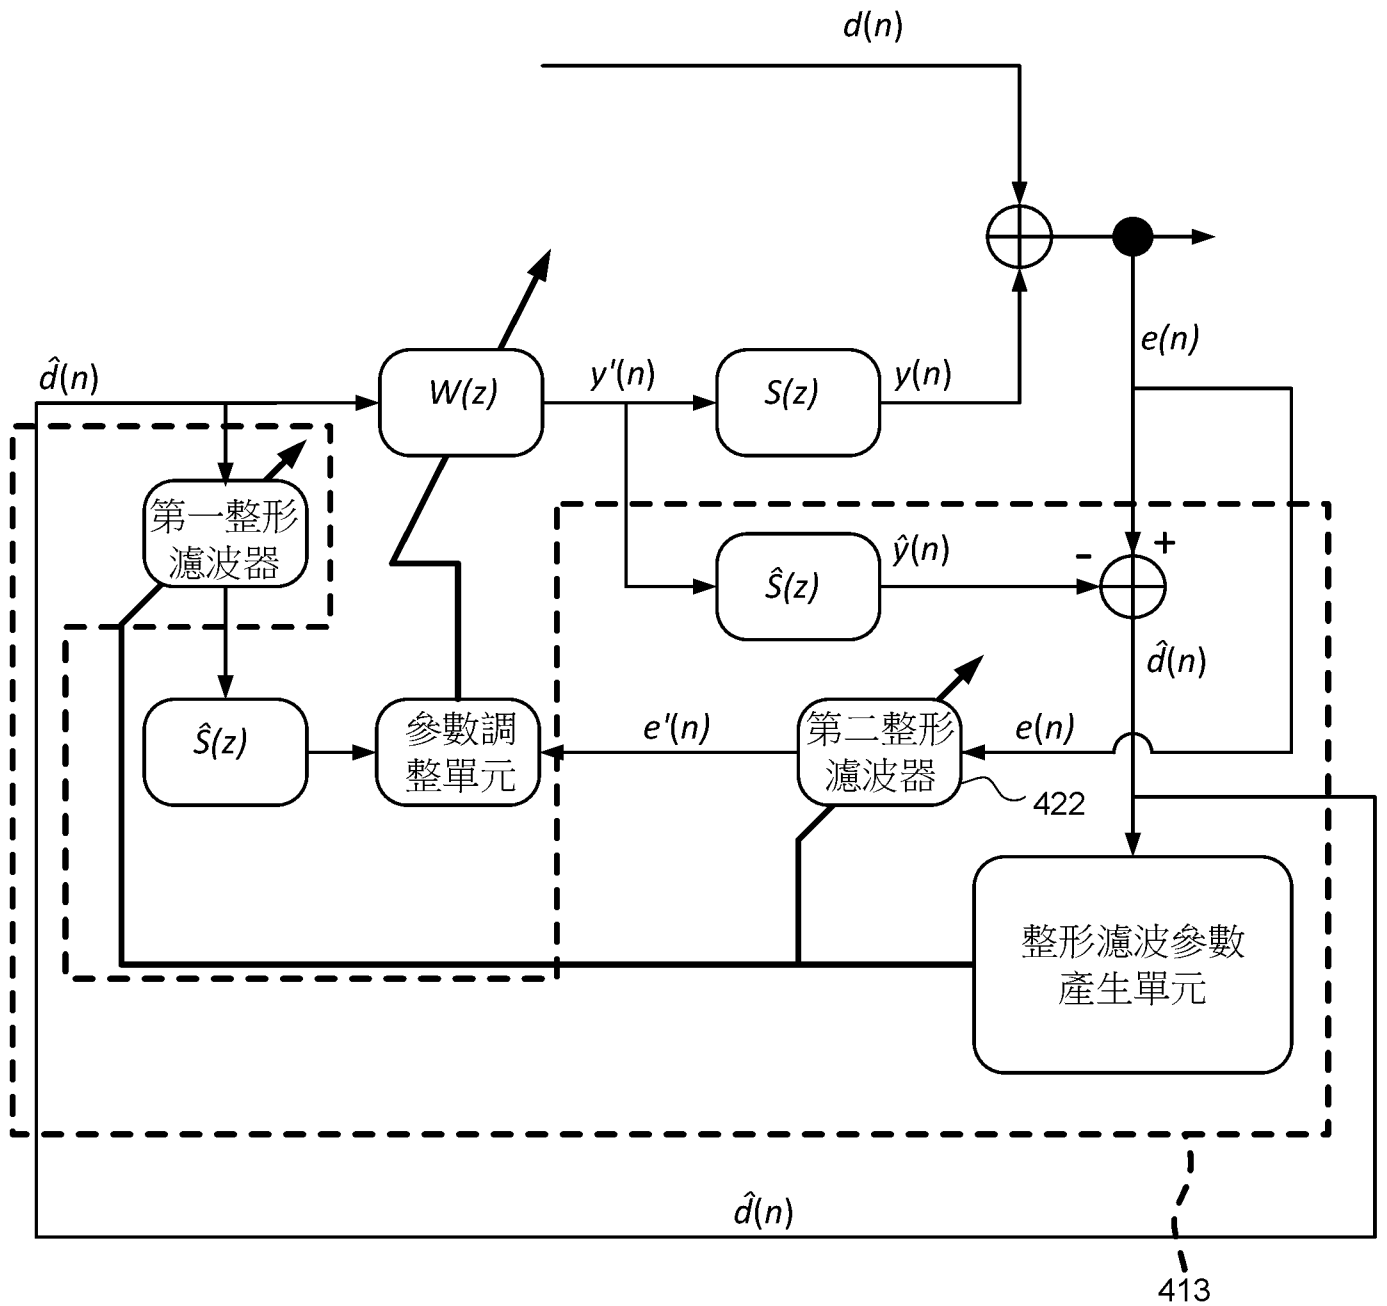 d(n)
e(n)
d̂(n)
W(z)
y'(n)
S(z)
y(n)
第一整形
濾波器
Ŝ(z)
ŷ(n)
-
+
d̂(n)
Ŝ(z)
參數調
整單元
e'(n)
第二整形
濾波器
e(n)
422
整形濾波參數
產生單元
d̂(n)
413